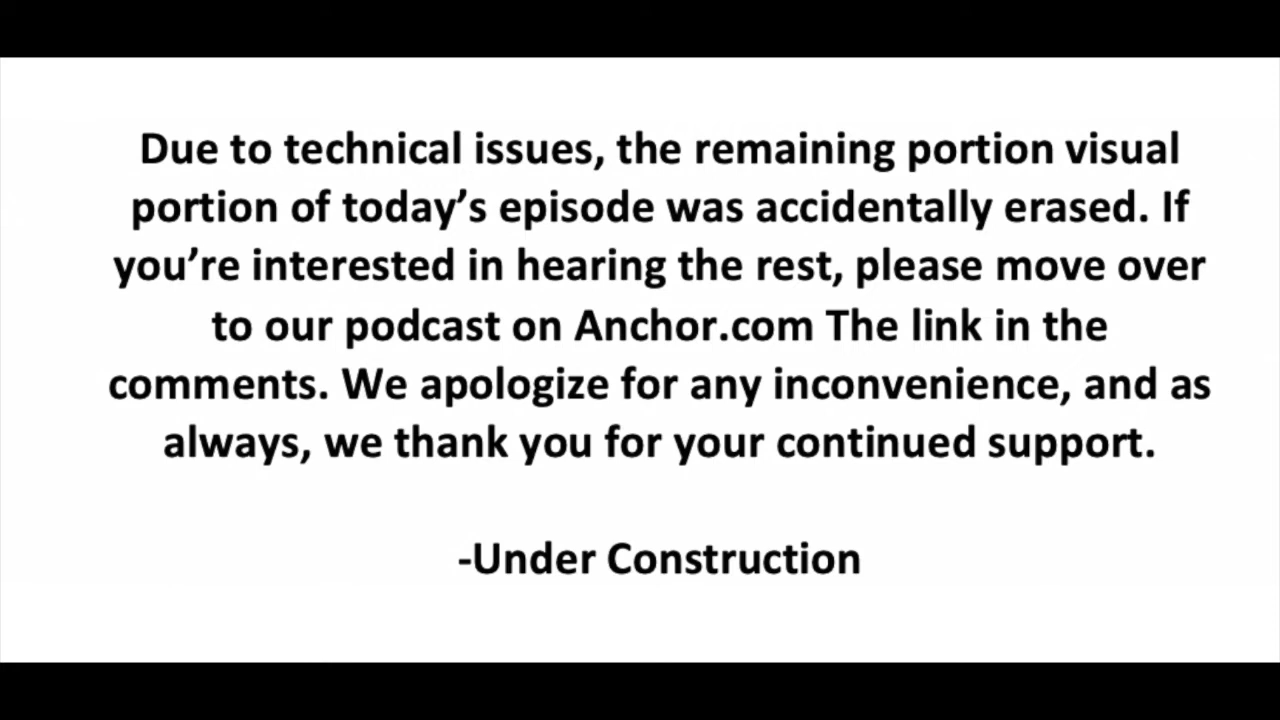 Due to technical issues, the remaining portion visual
portion of today’s episode was accidentally erased. If
you’re interested in hearing the rest, please move over
to our podcast on Anchor.com The link in the
comments. We apologize for any inconvenience, and as
always, we thank you for your continued support.
-Under Construction